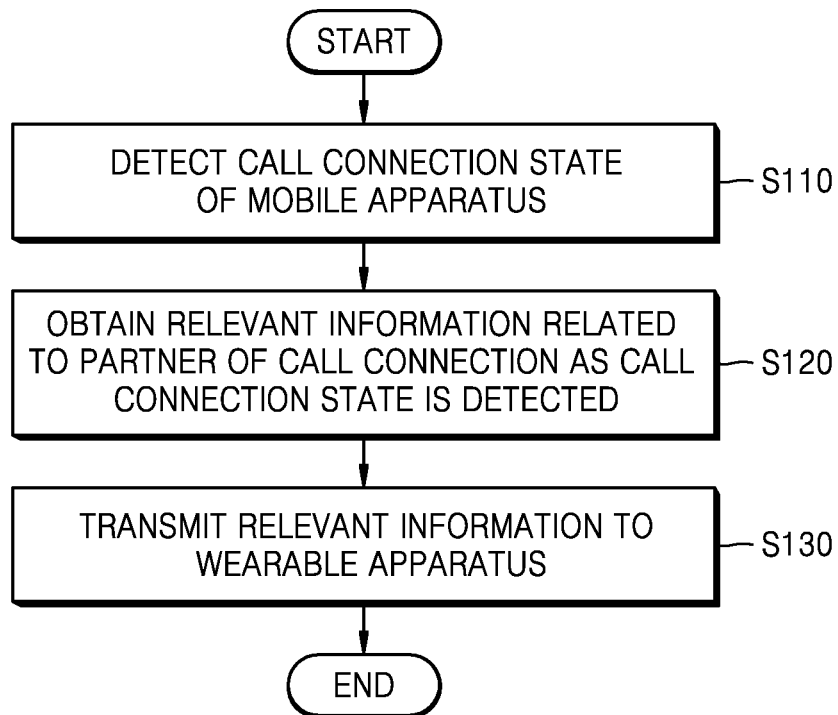 START
DETECT CALL CONNECTION STATE
OF MOBILE APPARATUS
S110
OBTAIN RELEVANT INFORMATION RELATED
TO PARTNER OF CALL CONNECTION AS CALL
CONNECTION STATE IS DETECTED
S120
TRANSMIT RELEVANT INFORMATION TO
WEARABLE APPARATUS
S130
END